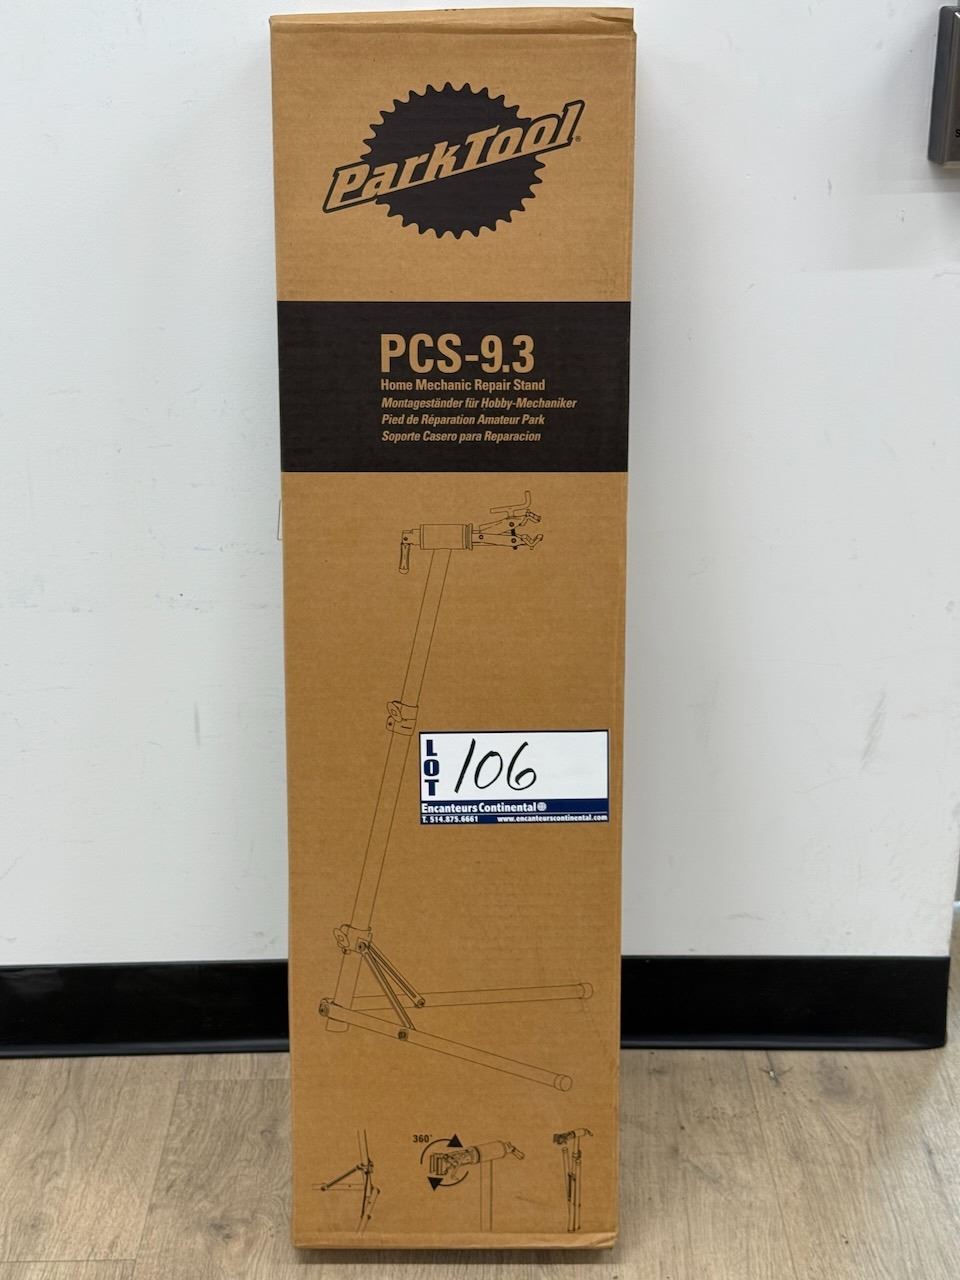 ParkTool®
PCS-9.3
Home Mechanic Repair Stand
Montageständer für Hobby-Mechaniker
Pied de Réparation Amateur Park
Soporte Casero para Reparacion
LOT 106
Encanteurs Continental
T. 514.875.6661 www.encanteurscontinental.com
360°